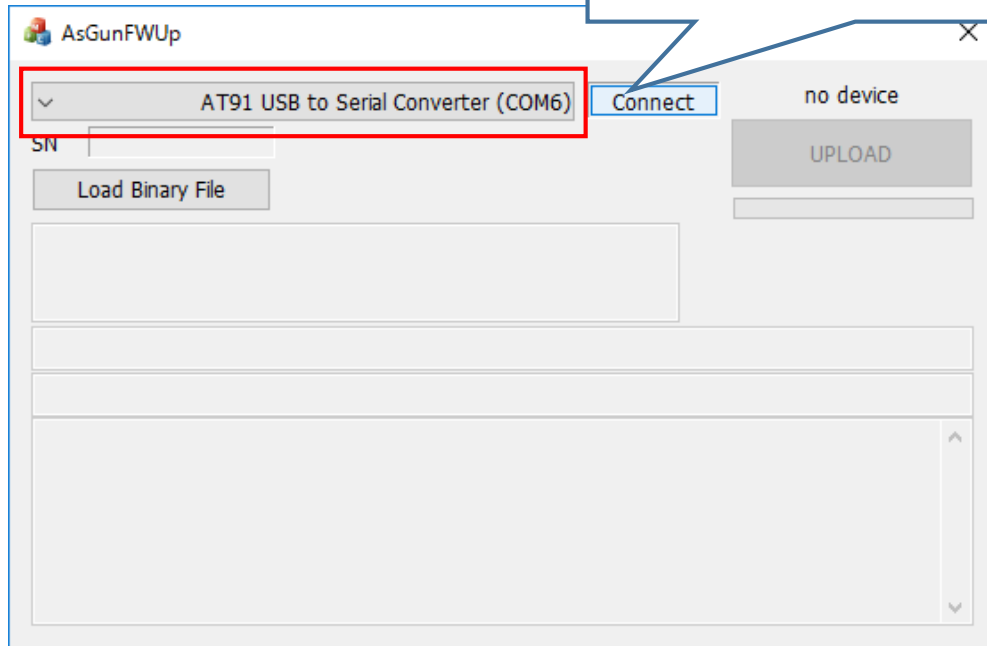 AsGunFWUp
AT91 USB to Serial Converter (COM6)
Connect
no device
SN
UPLOAD
Load Binary File